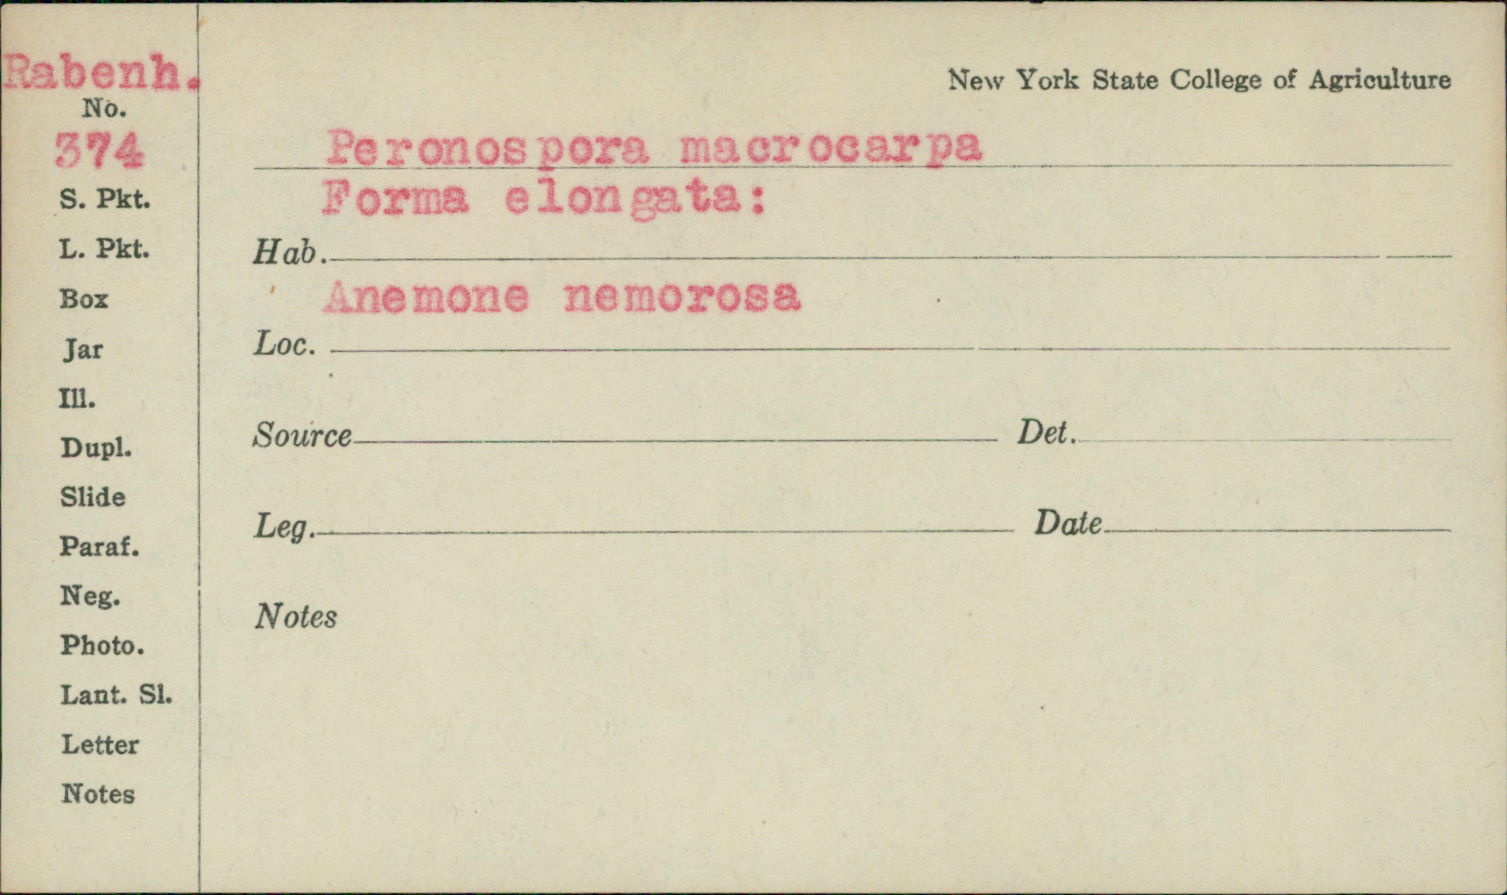 Rabenh.
No.
374
S. Pkt.
L. Pkt.
Box
Jar
Ill.
Dupl.
Slide
Paraf.
Neg.
Photo.
Lant. Sl.
Letter
Notes
New York State College of Agriculture
Peronospora macrocarpa
Forma elongata:
Hab.
Anemone nemorosa
Loc.
Source Det.
Leg. Date
Notes